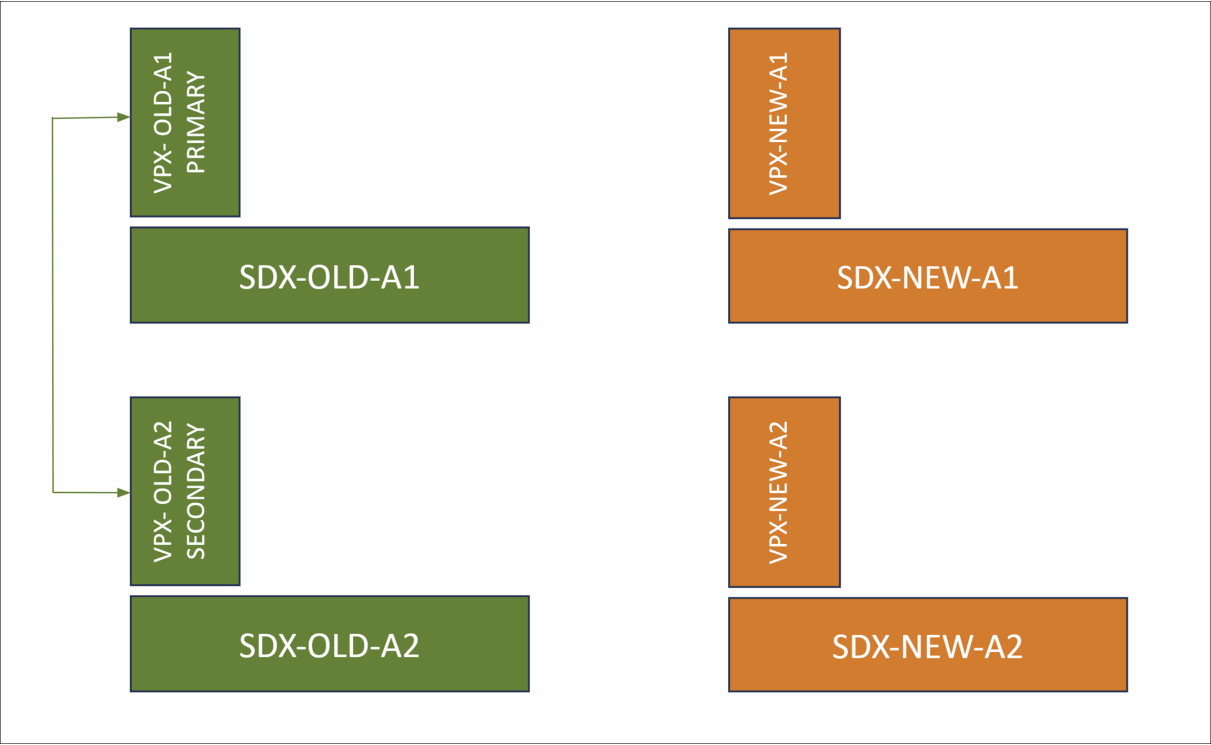 VPX- OLD-A1
PRIMARY
SDX-OLD-A1
VPX-NEW-A1
SDX-NEW-A1
VPX- OLD-A2
SECONDARY
SDX-OLD-A2
VPX-NEW-A2
SDX-NEW-A2